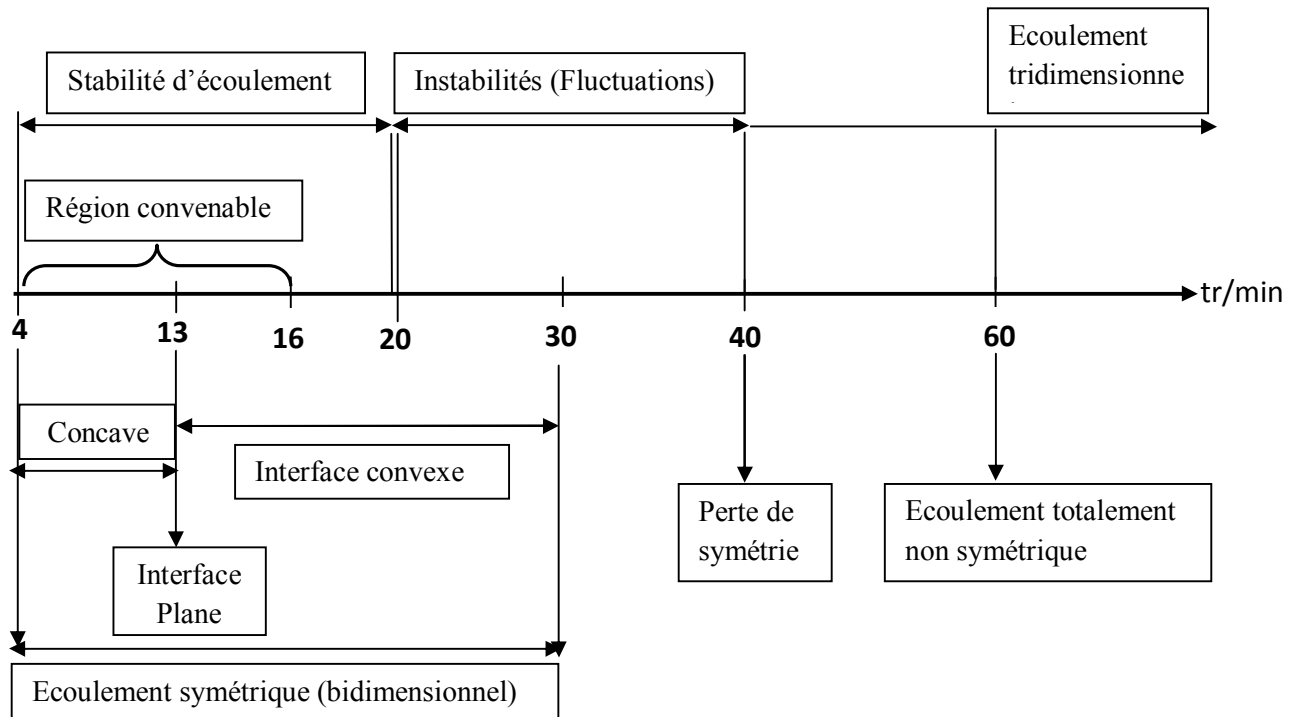 Ecoulement
tridimensionne
Stabilité d'écoulement
Instabilités (Fluctuations)
Région convenable
tr/min
4
13
16
20
30
40
60
Concave
Interface convexe
Perte de
symétrie
Ecoulement totalement
non symétrique
Interface
Plane
Ecoulement symétrique (bidimensionnel)